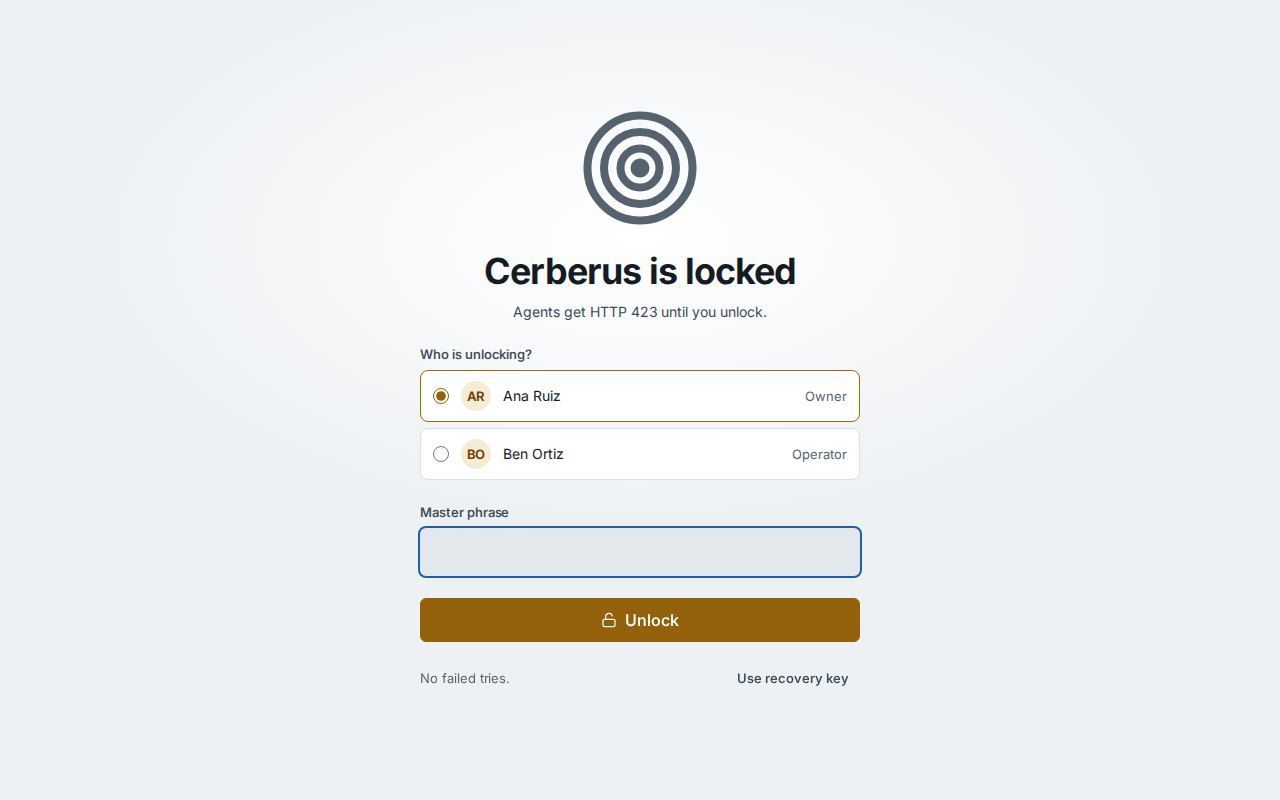 Cerberus is locked
Agents get HTTP 423 until you unlock.
Who is unlocking?
AR Ana Ruiz Owner
BO Ben Ortiz Operator
Master phrase
Unlock
No failed tries. Use recovery key